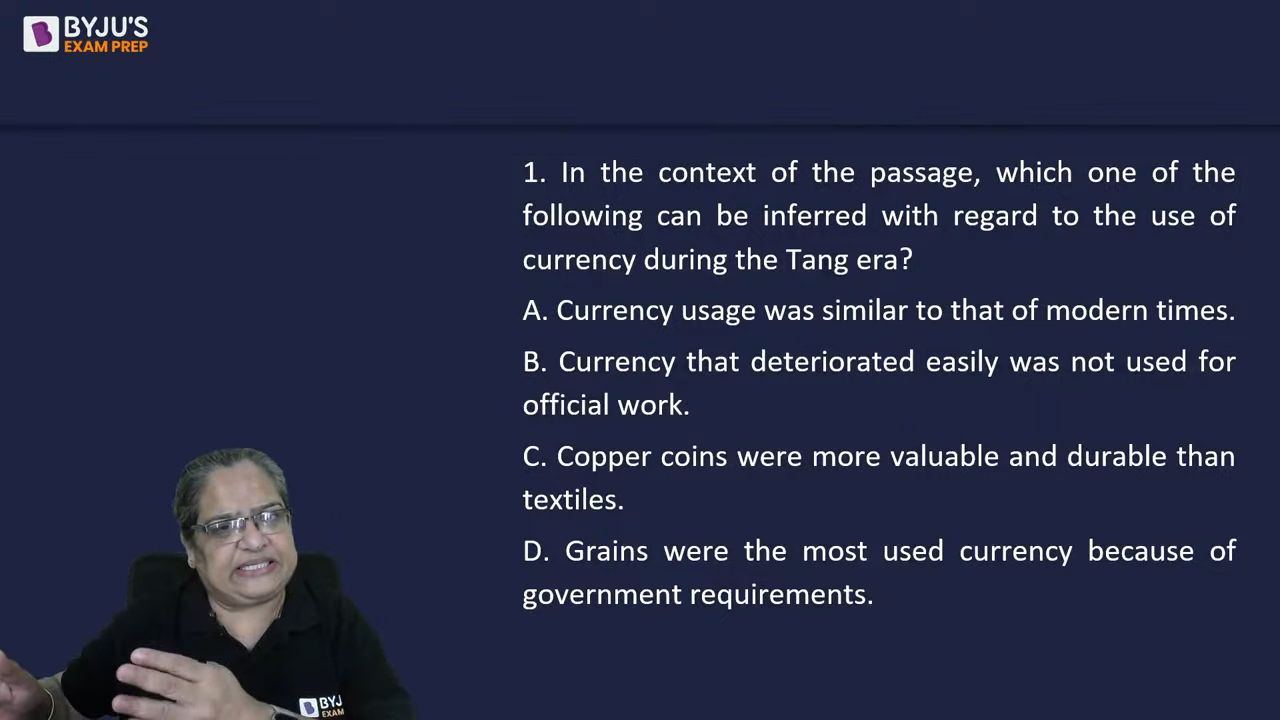 BYJU'S
EXAM PREP
1. In the context of the passage, which one of the
following can be inferred with regard to the use of
currency during the Tang era?
A. Currency usage was similar to that of modern times.
B. Currency that deteriorated easily was not used for
official work.
C. Copper coins were more valuable and durable than
textiles.
D. Grains were the most used currency because of
government requirements.
BYJ
EXAM